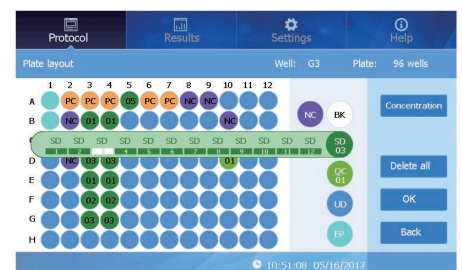 Protocol Results Settings Help
Plate layout Well: G3 Plate: 96 wells
1 2 3 4 5 6 7 8 9 10 11 12
A PC PC PC 05 PC PC NC NC
B NC 01 01 NC
NC BK
Concentration
SD SD SD SD SD SD SD SD SD SD SD SD
1 2 3 4 5 6 7 8 9 10 11 12
SD
03
D NC 03 03 01
E 01 01
F 02 02
G 03 03
H
QC
01
UD
EP
Delete all
OK
Back
10:51:08 05/16/2017